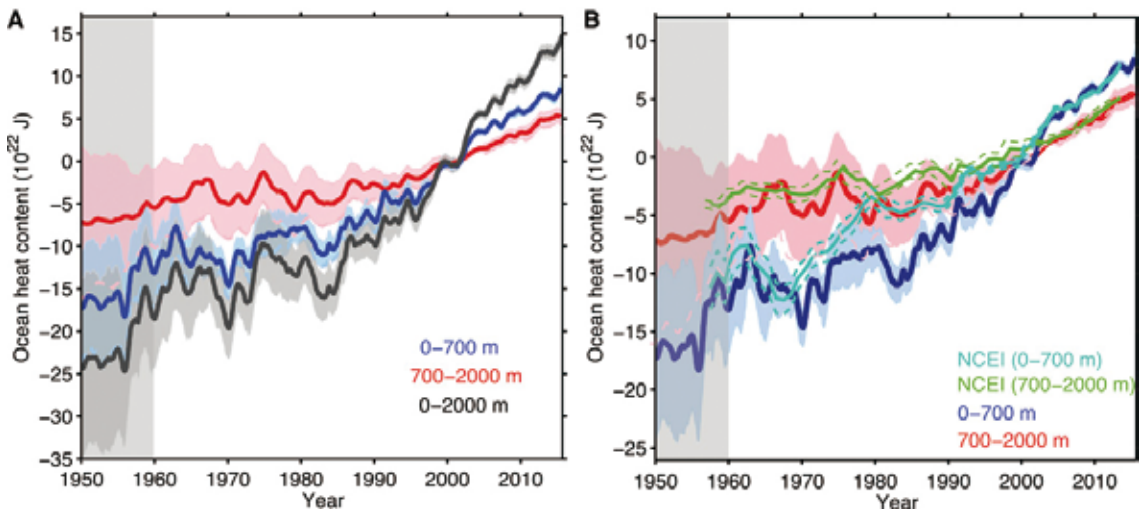 A
Ocean heat content (10²² J)
15
10
5
0
−5
−10
−15
−20
−25
−30
−35
1950 1960 1970 1980 1990 2000 2010
Year
0−700 m
700−2000 m
0−2000 m
B
Ocean heat content (10²² J)
10
5
0
−5
−10
−15
−20
−25
1950 1960 1970 1980 1990 2000 2010
Year
NCEI (0−700 m)
NCEI (700−2000 m)
0−700 m
700−2000 m